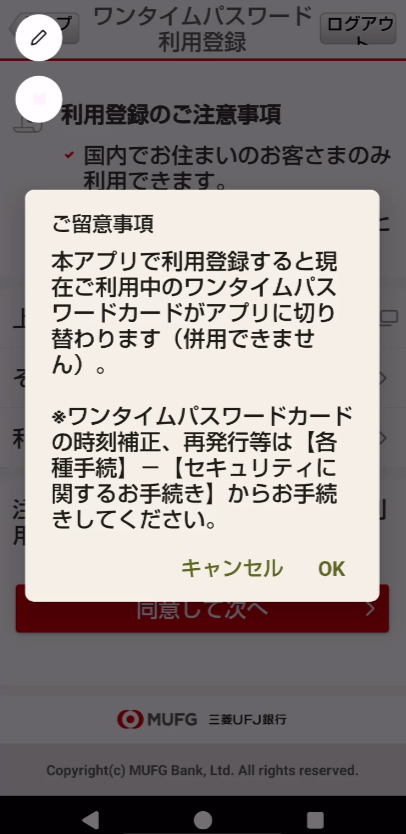 プ
ワンタイムパスワード
利用登録
ログアウ
ト
利用登録のご注意事項
国内でお住まいのお客さまのみ
利用できます。
ご留意事項
本アプリで利用登録すると現
在ご利用中のワンタイムパス
ワードカードがアプリに切り
替わります（併用できませ
ん）。
※ワンタイムパスワードカード
の時刻補正、再発行等は【各
種手続】－【セキュリティに
関するお手続き】からお手続
きしてください。
キャンセル OK
同意して次へ
MUFG 三菱UFJ銀行
Copyright(c) MUFG Bank, Ltd. All rights reserved.